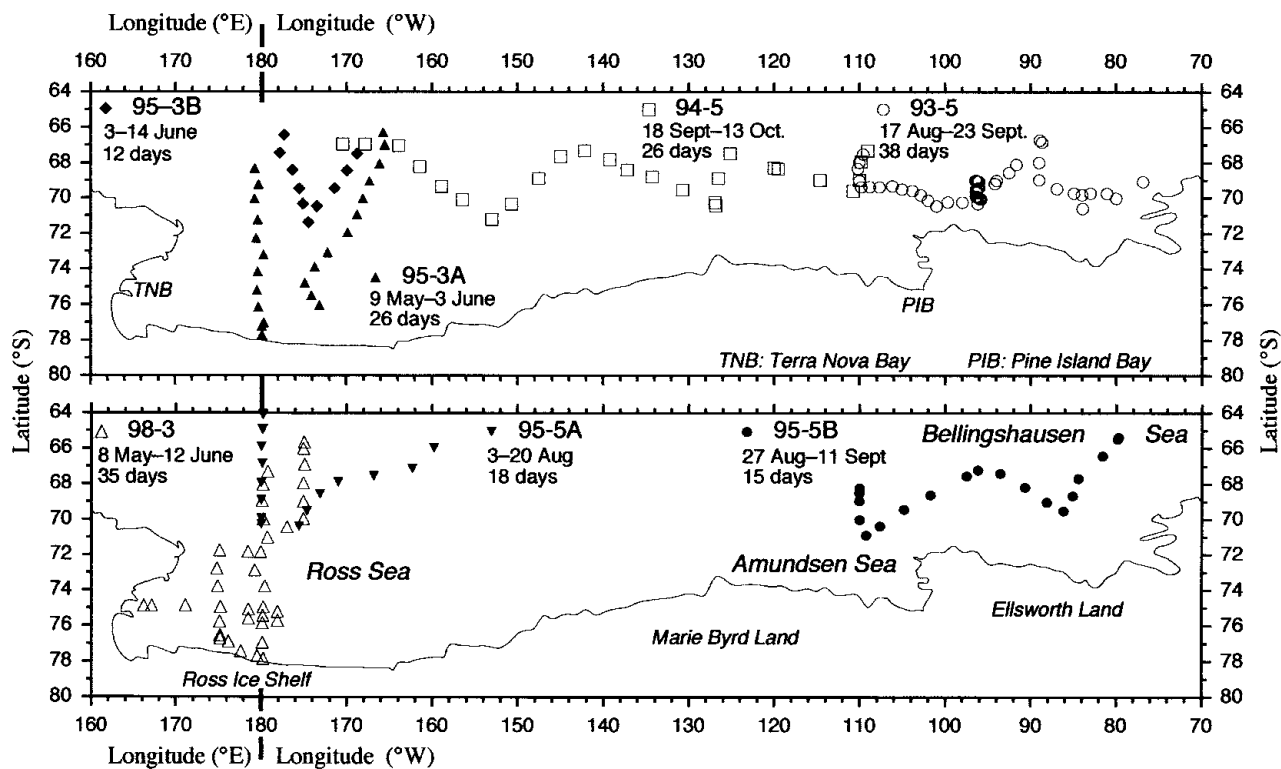 Longitude (°E) Longitude (°W)
160 170 180 170 160 150 140 130 120 110 100 90 80 70
64 66 68 70 72 74 76 78 80
64 66 68 70 72 74 76 78 80
95–3B
3–14 June
12 days
94-5
18 Sept–13 Oct.
26 days
93-5
17 Aug–23 Sept.
38 days
95-3A
9 May–3 June
26 days
TNB
PIB
TNB: Terra Nova Bay PIB: Pine Island Bay
Latitude (°S)
Latitude (°S)
64 66 68 70 72 74 76 78 80
64 66 68 70 72 74 76 78 80
98-3
8 May–12 June
35 days
95-5A
3–20 Aug
18 days
95-5B
27 Aug–11 Sept
15 days
Bellingshausen Sea
Ross Sea
Amundsen Sea
Ellsworth Land
Marie Byrd Land
Ross Ice Shelf
160 170 180 170 160 150 140 130 120 110 100 90 80 70
Longitude (°E) Longitude (°W)